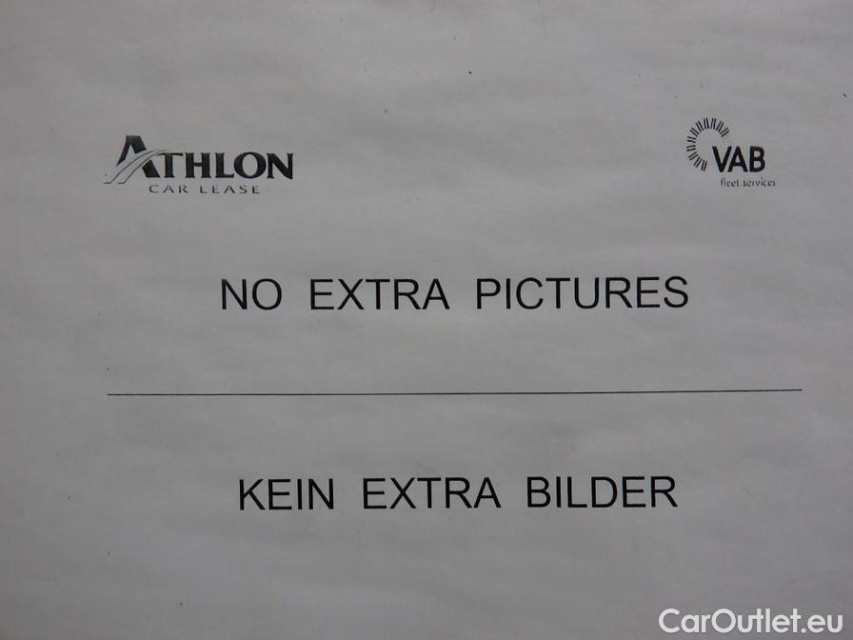 ATHLON
CAR LEASE
VAB
fleet services
NO EXTRA PICTURES
KEIN EXTRA BILDER
CarOutlet.eu